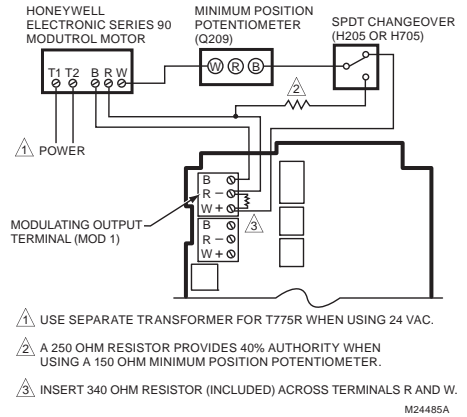 HONEYWELL
ELECTRONIC SERIES 90
MODUTROL MOTOR
MINIMUM POSITION
POTENTIOMETER
(Q209)
SPDT CHANGEOVER
(H205 OR H705)
T1 T2 B R W
W R B
2
1 POWER
B
R –
W +
3
MODULATING OUTPUT
TERMINAL (MOD 1)
B
R –
W +
1 USE SEPARATE TRANSFORMER FOR T775R WHEN USING 24 VAC.
2 A 250 OHM RESISTOR PROVIDES 40% AUTHORITY WHEN
USING A 150 OHM MINIMUM POSITION POTENTIOMETER.
3 INSERT 340 OHM RESISTOR (INCLUDED) ACROSS TERMINALS R AND W.
M24485A